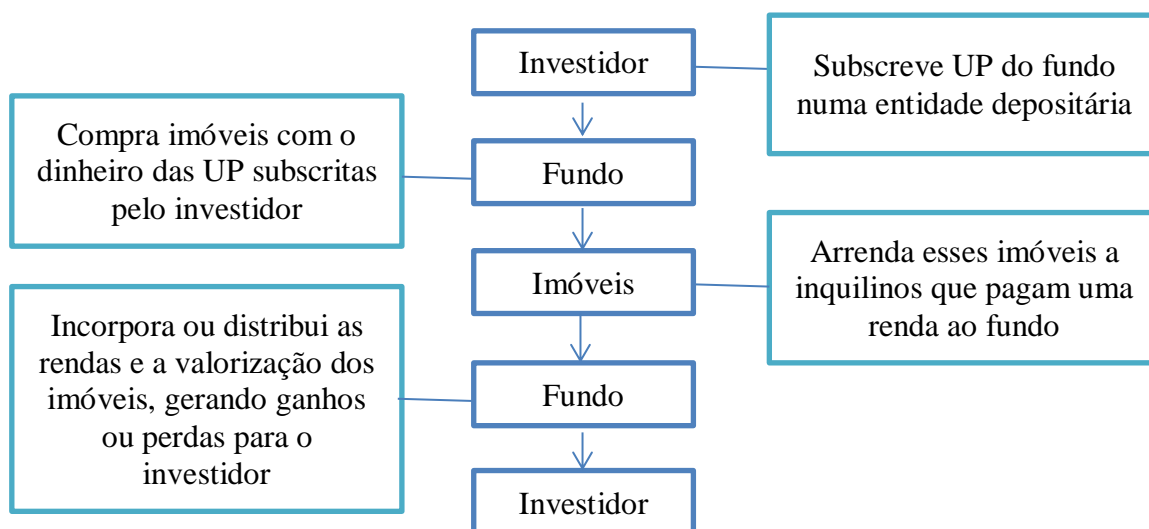 Investidor
Subscreve UP do fundo
numa entidade depositária
Compra imóveis com o
dinheiro das UP subscritas
pelo investidor
Fundo
Imóveis
Arrenda esses imóveis a
inquilinos que pagam uma
renda ao fundo
Incorpora ou distribui as
rendas e a valorização dos
imóveis, gerando ganhos
ou perdas para o
investidor
Fundo
Investidor